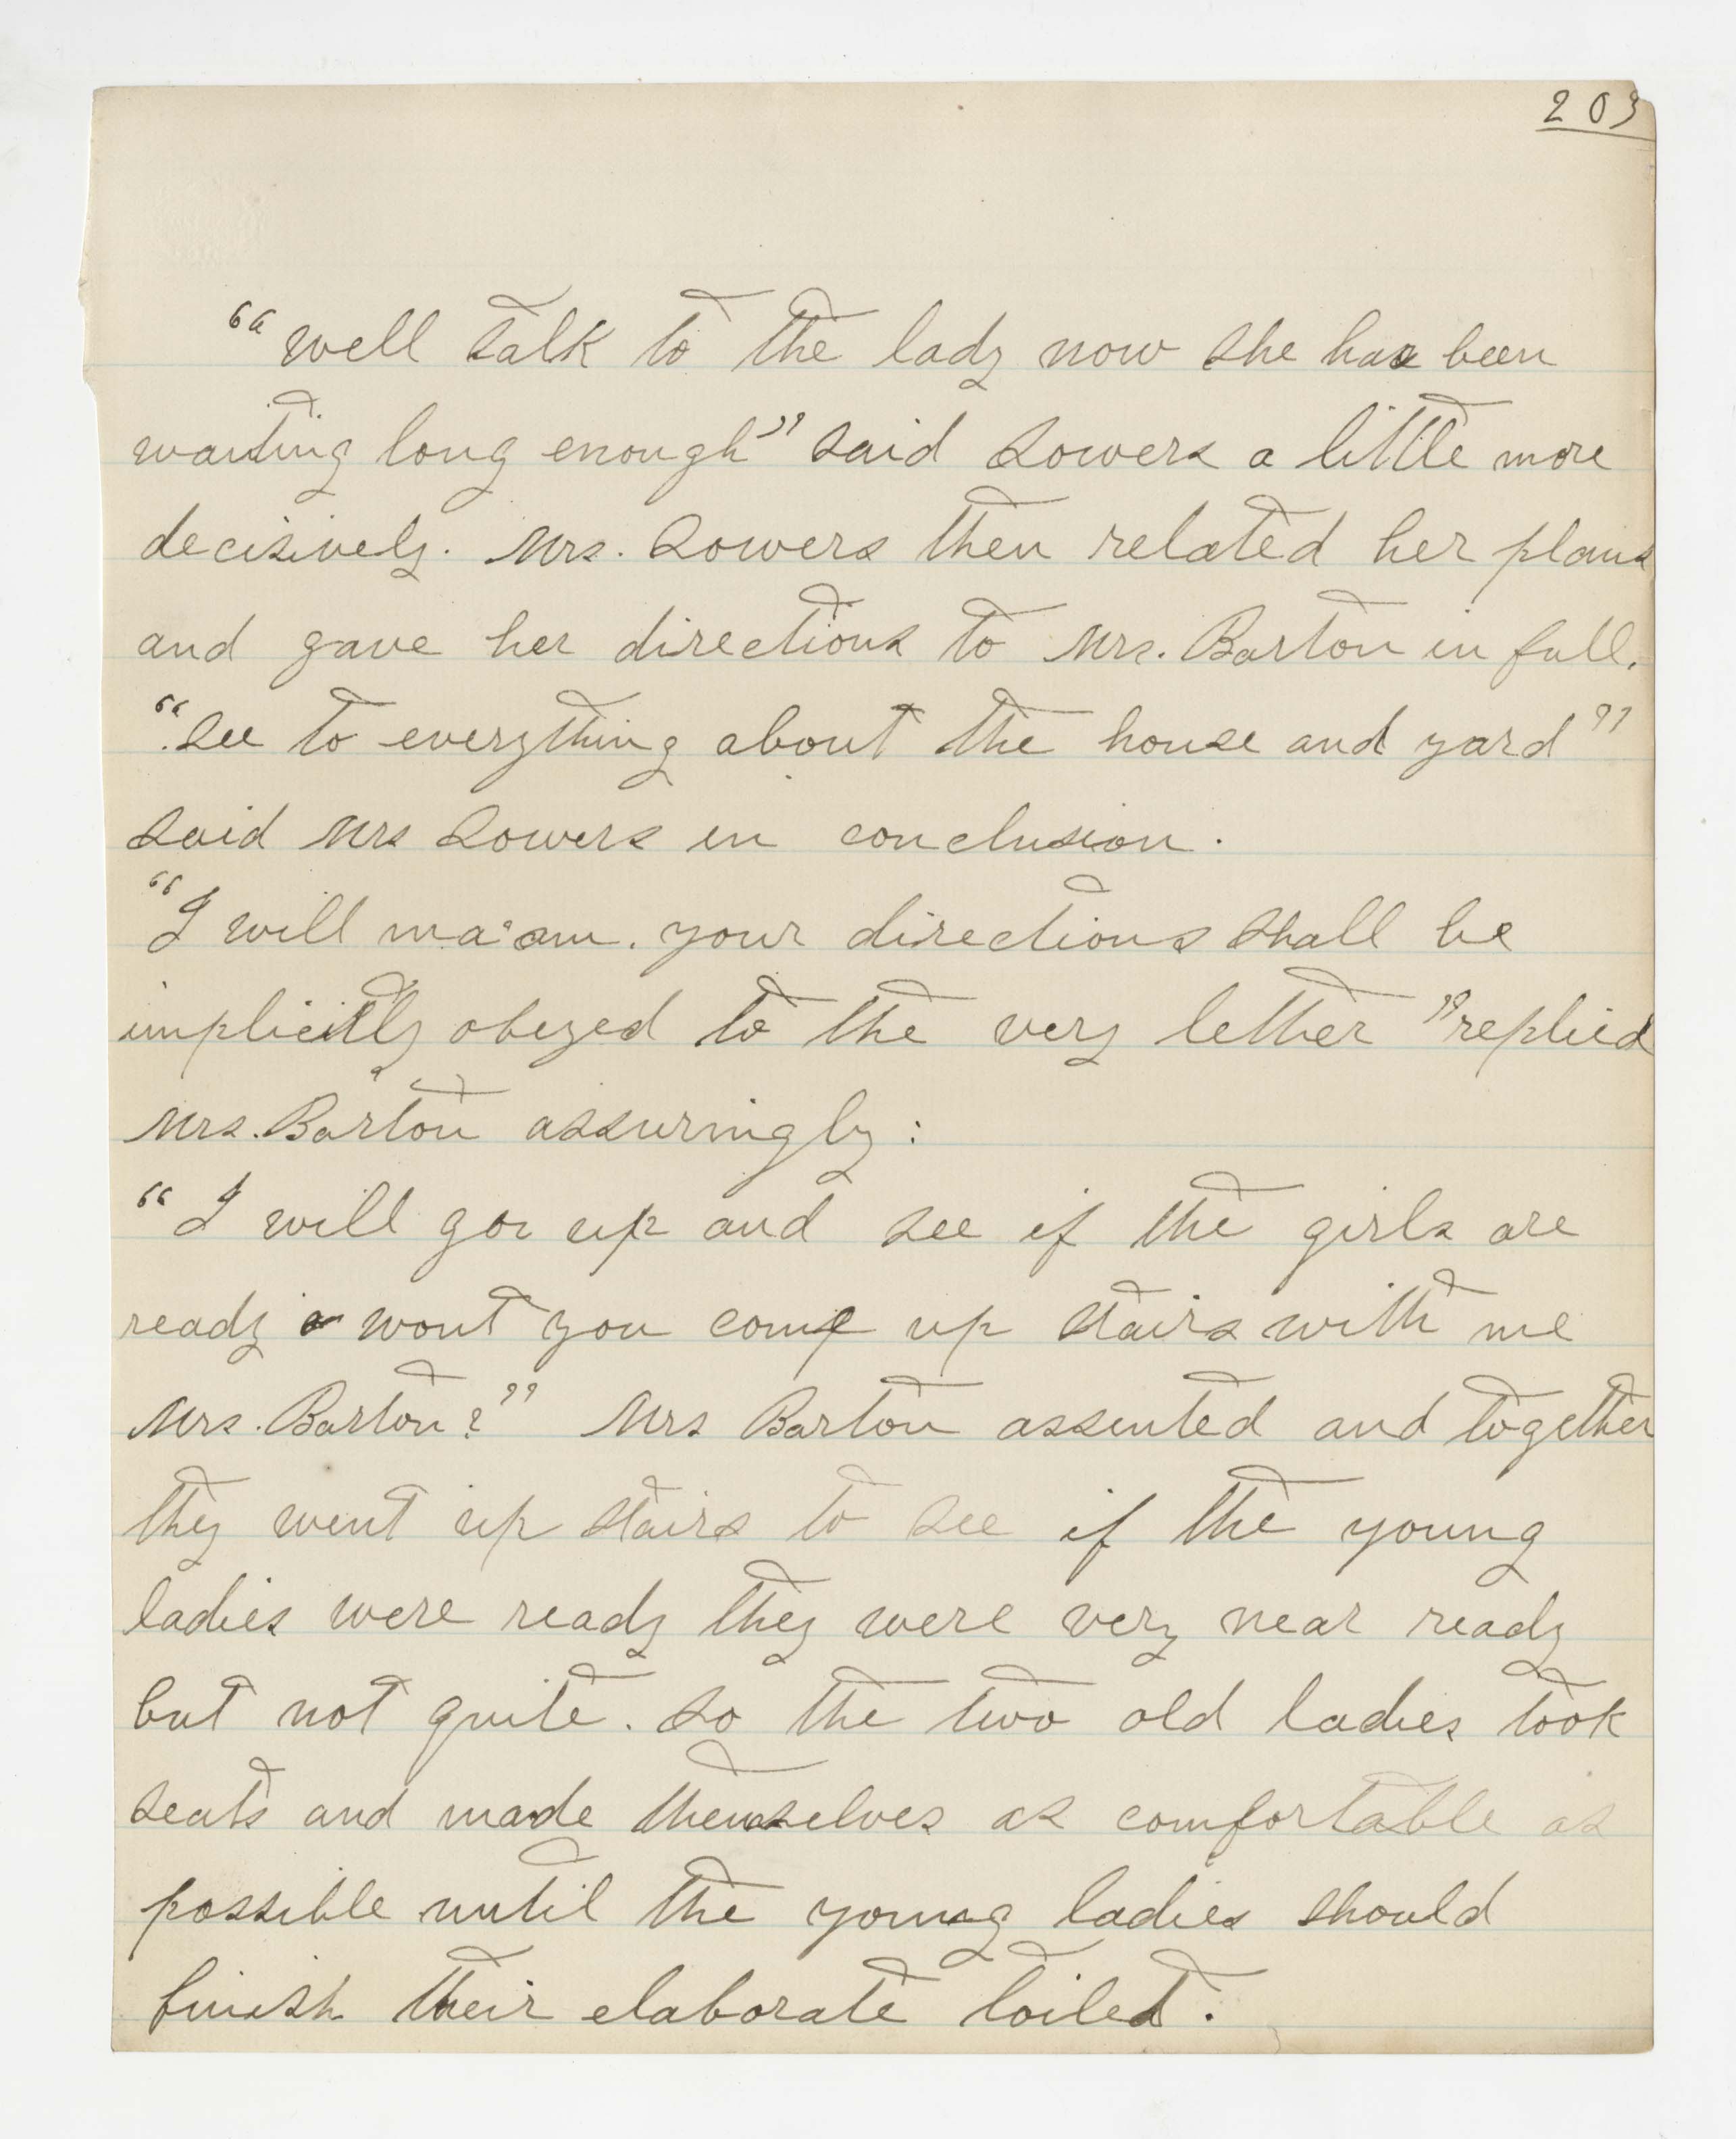 203
"well talk to the lady now she has been
waiting long enough" said Sowers a little more
decisively. Mrs. Sowers then related her plans
and gave her directions to Mrs. Barton in full.
"see to everything about the house and yard"
said Mrs Sowers in conclusion.
"I will ma'am. your directions shall be
implicitly obeyed to the very letter" replied
Mrs. Barton assuringly:
"I will go up and see if the girls are
ready wont you come up stairs with me
Mrs. Barton?" Mrs Barton assented and together
they went up stairs to see if the young
ladies were ready they were very near ready
but not quite. So the two old ladies took
seats and made themselves as comfortable as
possible until the young ladies should
finish their elaborate toilet.